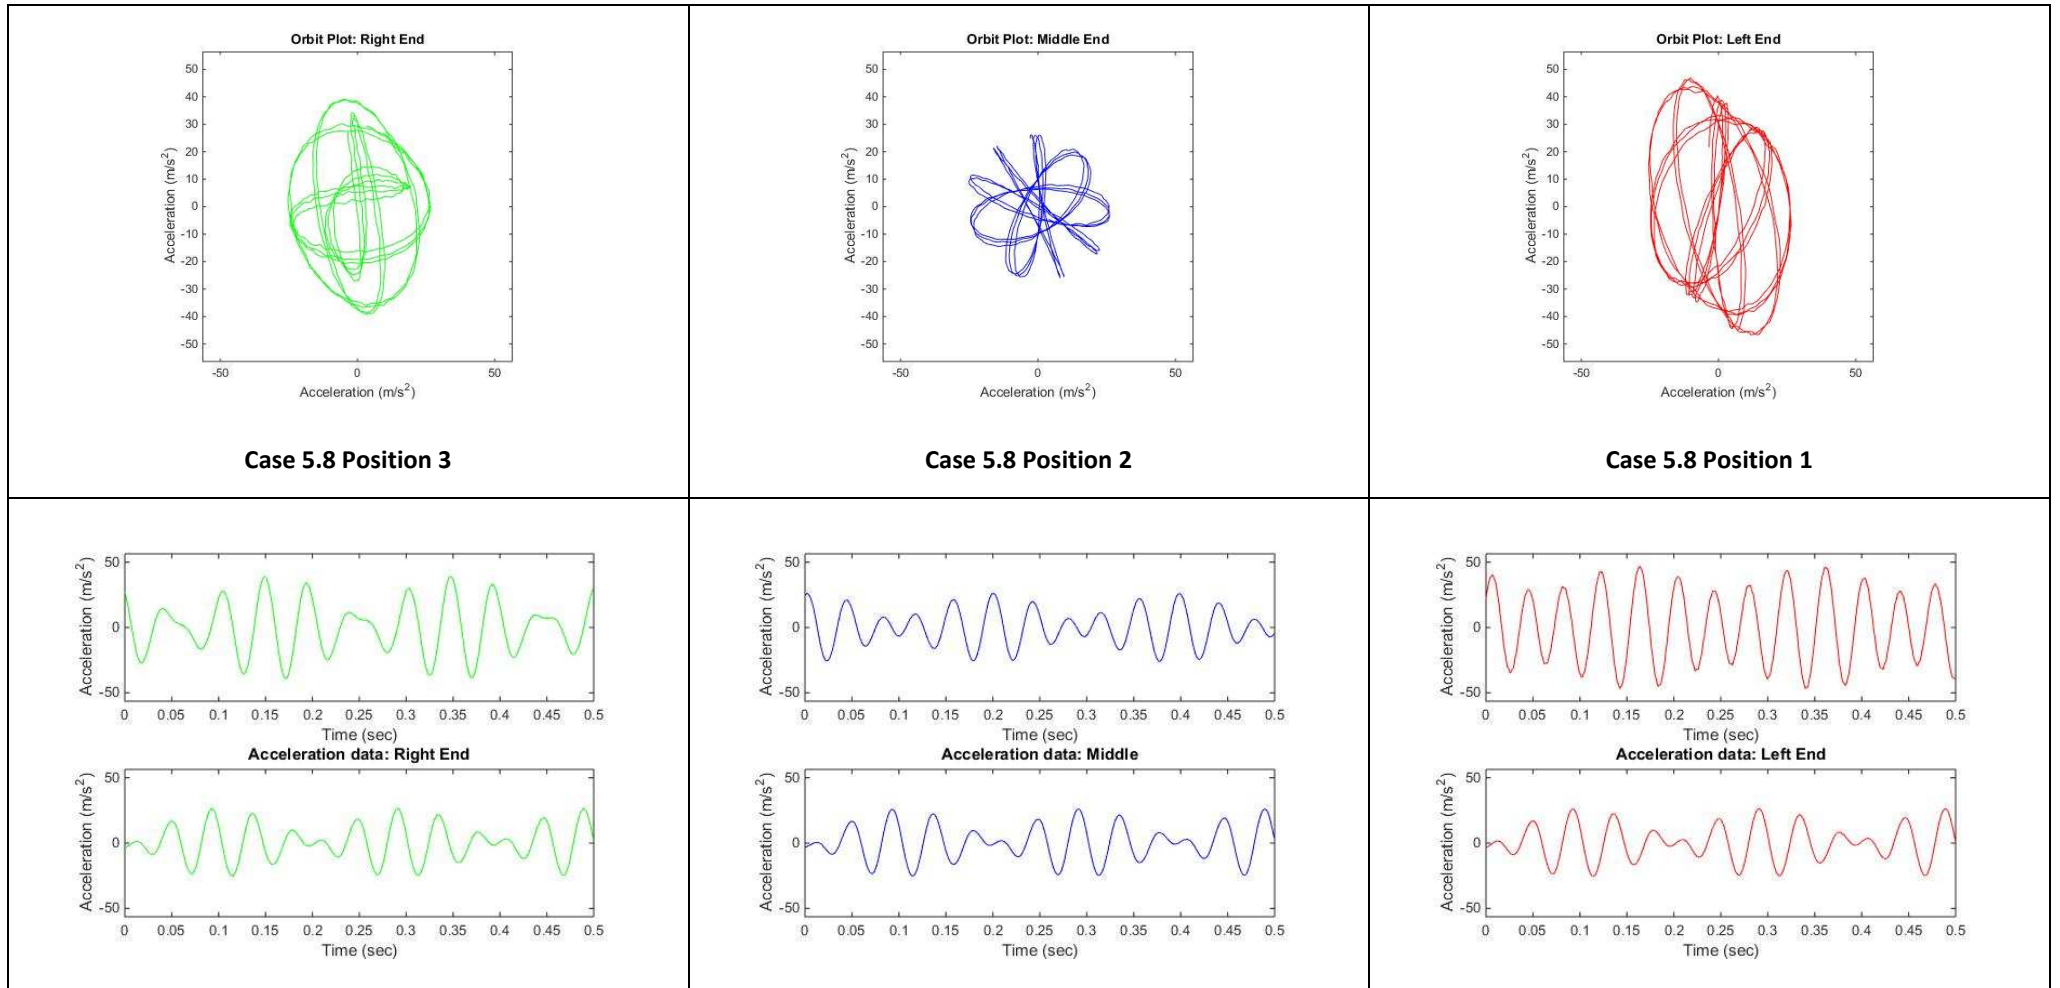 Orbit Plot: Right End
50
40
30
20
10
0
-10
-20
-30
-40
-50
Acceleration (m/s²)
-50 0 50
Acceleration (m/s²)
Case 5.8 Position 3
Orbit Plot: Middle End
50
40
30
20
10
0
-10
-20
-30
-40
-50
Acceleration (m/s²)
-50 0 50
Acceleration (m/s²)
Case 5.8 Position 2
Orbit Plot: Left End
50
40
30
20
10
0
-10
-20
-30
-40
-50
Acceleration (m/s²)
-50 0 50
Acceleration (m/s²)
Case 5.8 Position 1
50
0
-50
Acceleration (m/s²)
0 0.05 0.1 0.15 0.2 0.25 0.3 0.35 0.4 0.45 0.5
Time (sec)
Acceleration data: Right End
50
0
-50
Acceleration (m/s²)
0 0.05 0.1 0.15 0.2 0.25 0.3 0.35 0.4 0.45 0.5
Time (sec)
50
0
-50
Acceleration (m/s²)
0 0.05 0.1 0.15 0.2 0.25 0.3 0.35 0.4 0.45 0.5
Time (sec)
Acceleration data: Middle
50
0
-50
Acceleration (m/s²)
0 0.05 0.1 0.15 0.2 0.25 0.3 0.35 0.4 0.45 0.5
Time (sec)
50
0
-50
Acceleration (m/s²)
0 0.05 0.1 0.15 0.2 0.25 0.3 0.35 0.4 0.45 0.5
Time (sec)
Acceleration data: Left End
50
0
-50
Acceleration (m/s²)
0 0.05 0.1 0.15 0.2 0.25 0.3 0.35 0.4 0.45 0.5
Time (sec)